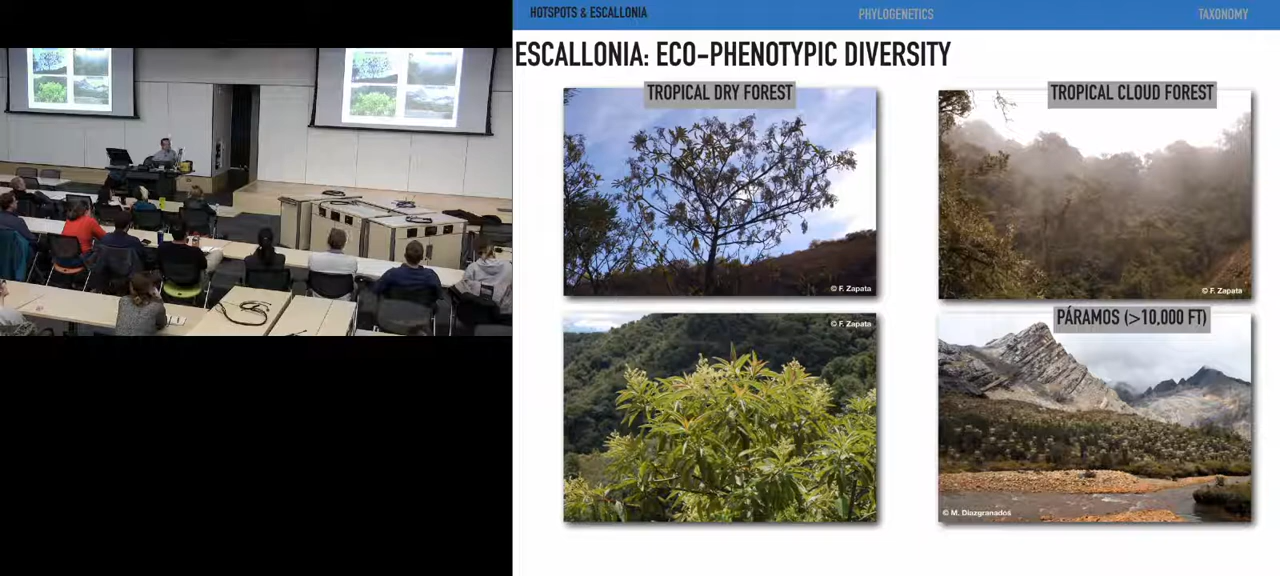 HOTSPOTS & ESCALLONIA
PHYLOGENETICS
TAXONOMY
ESCALLONIA: ECO-PHENOTYPIC DIVERSITY
TROPICAL DRY FOREST
TROPICAL CLOUD FOREST
© F. Zapata
© F. Zapata
© F. Zapata
PÁRAMOS (>10,000 FT)
© M. Diazgranados